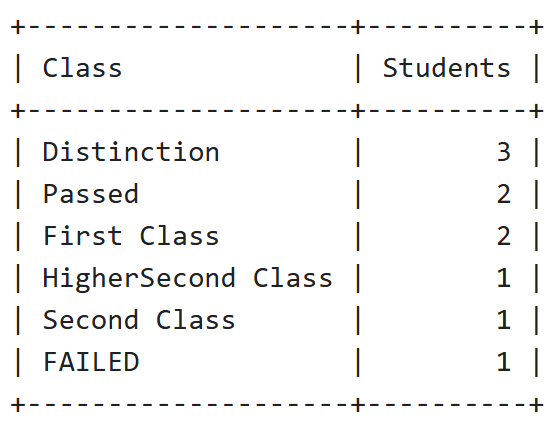 +--------------------+----------+
| Class              | Students |
+--------------------+----------+
| Distinction        |        3 |
| Passed             |        2 |
| First Class        |        2 |
| HigherSecond Class |        1 |
| Second Class       |        1 |
| FAILED             |        1 |
+--------------------+----------+